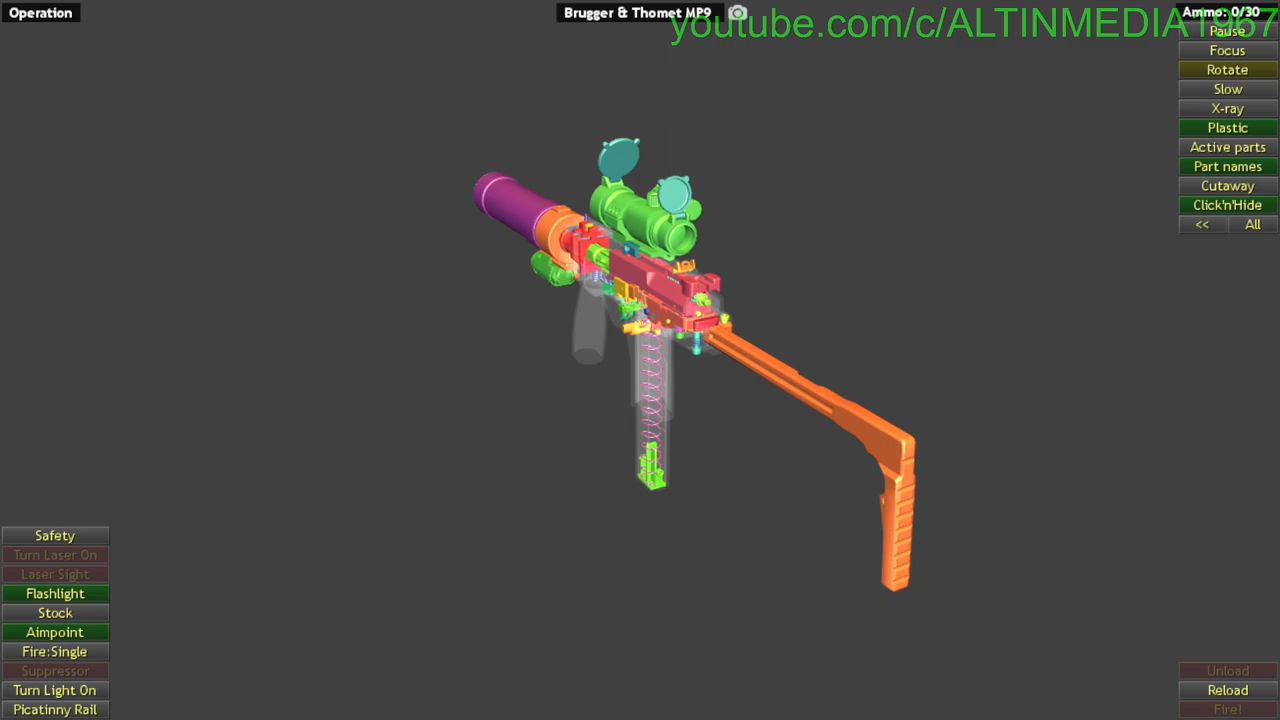 Operation
Brugger & Thomet MP9
Ammo: 0/30
youtube.com/c/ALTINMEDIA1967
Pause
Focus
Rotate
Slow
X-ray
Plastic
Active parts
Part names
Cutaway
Click'n'Hide
<< All
Safety
Turn Laser On
Laser Sight
Flashlight
Stock
Aimpoint
Fire:Single
Suppressor
Turn Light On
Picatinny Rail
Unload
Reload
Fire!